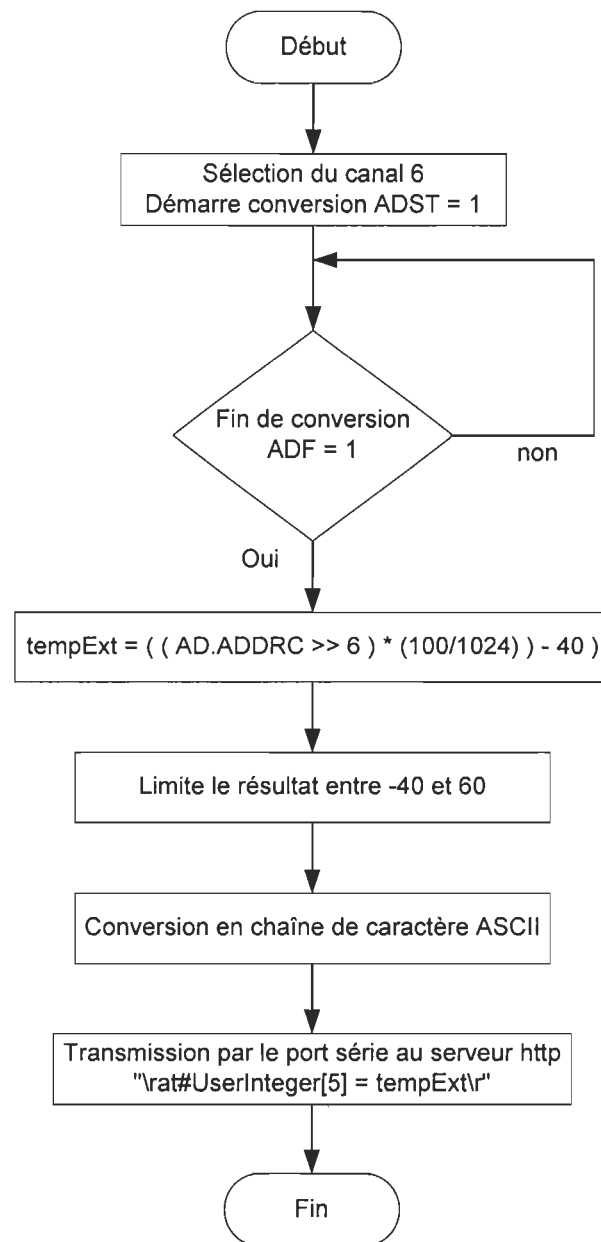 Début
Sélection du canal 6
Démarre conversion ADST = 1
Fin de conversion
ADF = 1
non
Oui
tempExt = ( ( AD.ADDRC >> 6 ) * (100/1024) ) - 40 )
Limite le résultat entre -40 et 60
Conversion en chaîne de caractère ASCII
Transmission par le port série au serveur http
"\rat#UserInteger[5] = tempExt\r"
Fin